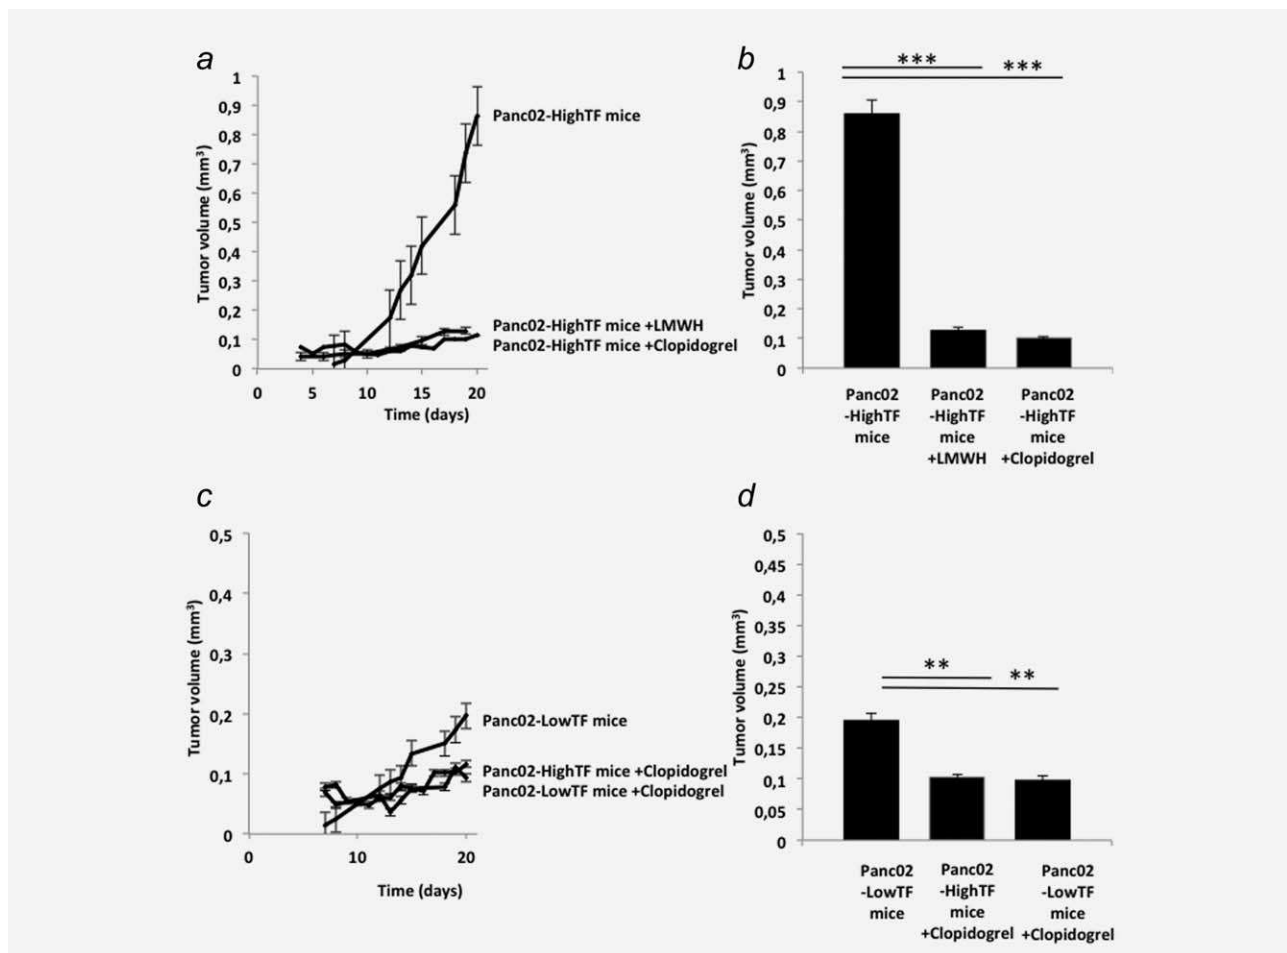 a
Tumor volume (mm³)
1
0,9
0,8
0,7
0,6
0,5
0,4
0,3
0,2
0,1
0
0 5 10 15 20
Time (days)
Panc02-HighTF mice
Panc02-HighTF mice +LMWH
Panc02-HighTF mice +Clopidogrel
b
*** ***
Tumor volume (mm³)
1
0,9
0,8
0,7
0,6
0,5
0,4
0,3
0,2
0,1
0
Panc02
-HighTF
mice
Panc02
-HighTF
mice
+LMWH
Panc02
-HighTF
mice
+Clopidogrel
c
Tumor volume (mm³)
0,5
0,4
0,3
0,2
0,1
0
0 10 20
Time (days)
Panc02-LowTF mice
Panc02-HighTF mice +Clopidogrel
Panc02-LowTF mice +Clopidogrel
d
** **
Tumor volume (mm³)
0,5
0,45
0,4
0,35
0,3
0,25
0,2
0,15
0,1
0,05
0
Panc02
-LowTF
mice
Panc02
-HighTF
mice
+Clopidogrel
Panc02
-LowTF
mice
+Clopidogrel